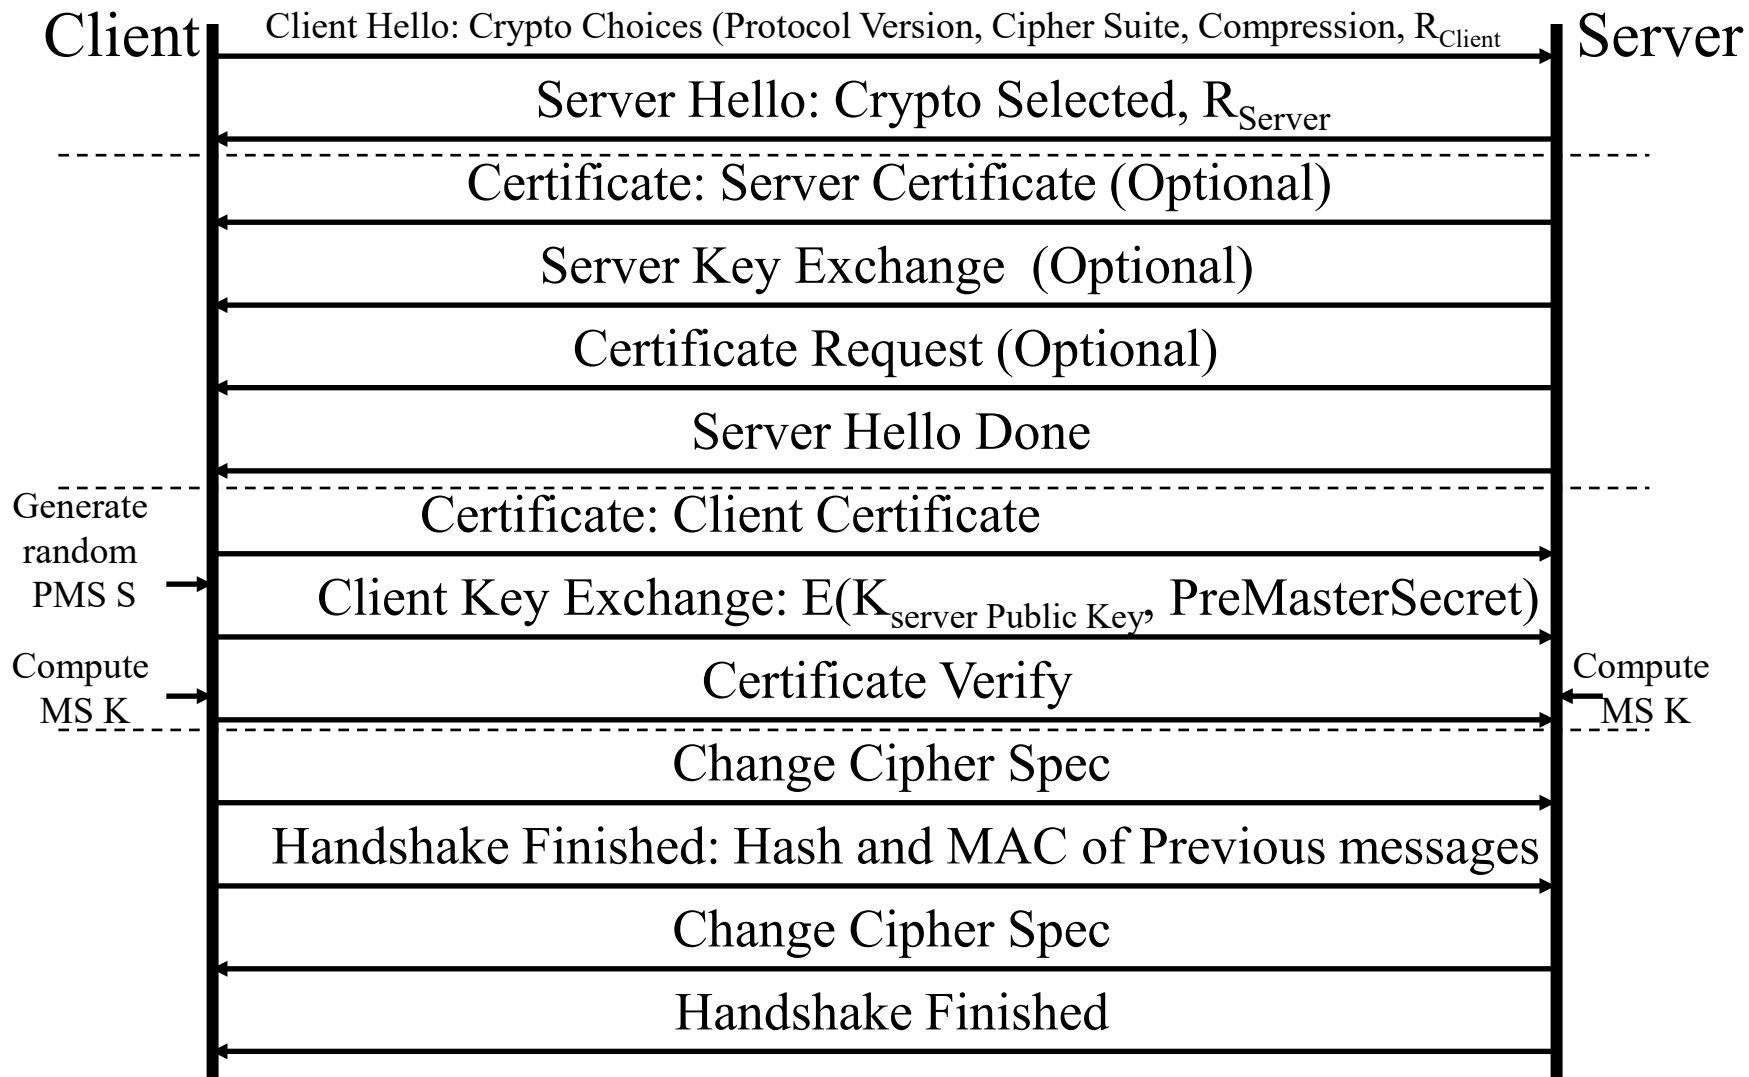 Client
Client Hello: Crypto Choices (Protocol Version, Cipher Suite, Compression, RClient
Server
Server Hello: Crypto Selected, RServer
Certificate: Server Certificate (Optional)
Server Key Exchange (Optional)
Certificate Request (Optional)
Server Hello Done
Generate
random
PMS S
Certificate: Client Certificate
Client Key Exchange: E(Kserver Public Key, PreMasterSecret)
Compute
MS K
Certificate Verify
Compute
MS K
Change Cipher Spec
Handshake Finished: Hash and MAC of Previous messages
Change Cipher Spec
Handshake Finished